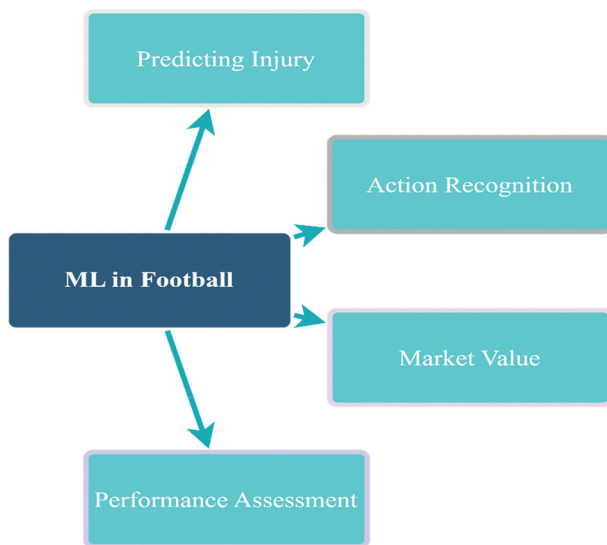 Predicting Injury
Action Recognition
ML in Football
Market Value
Performance Assessment